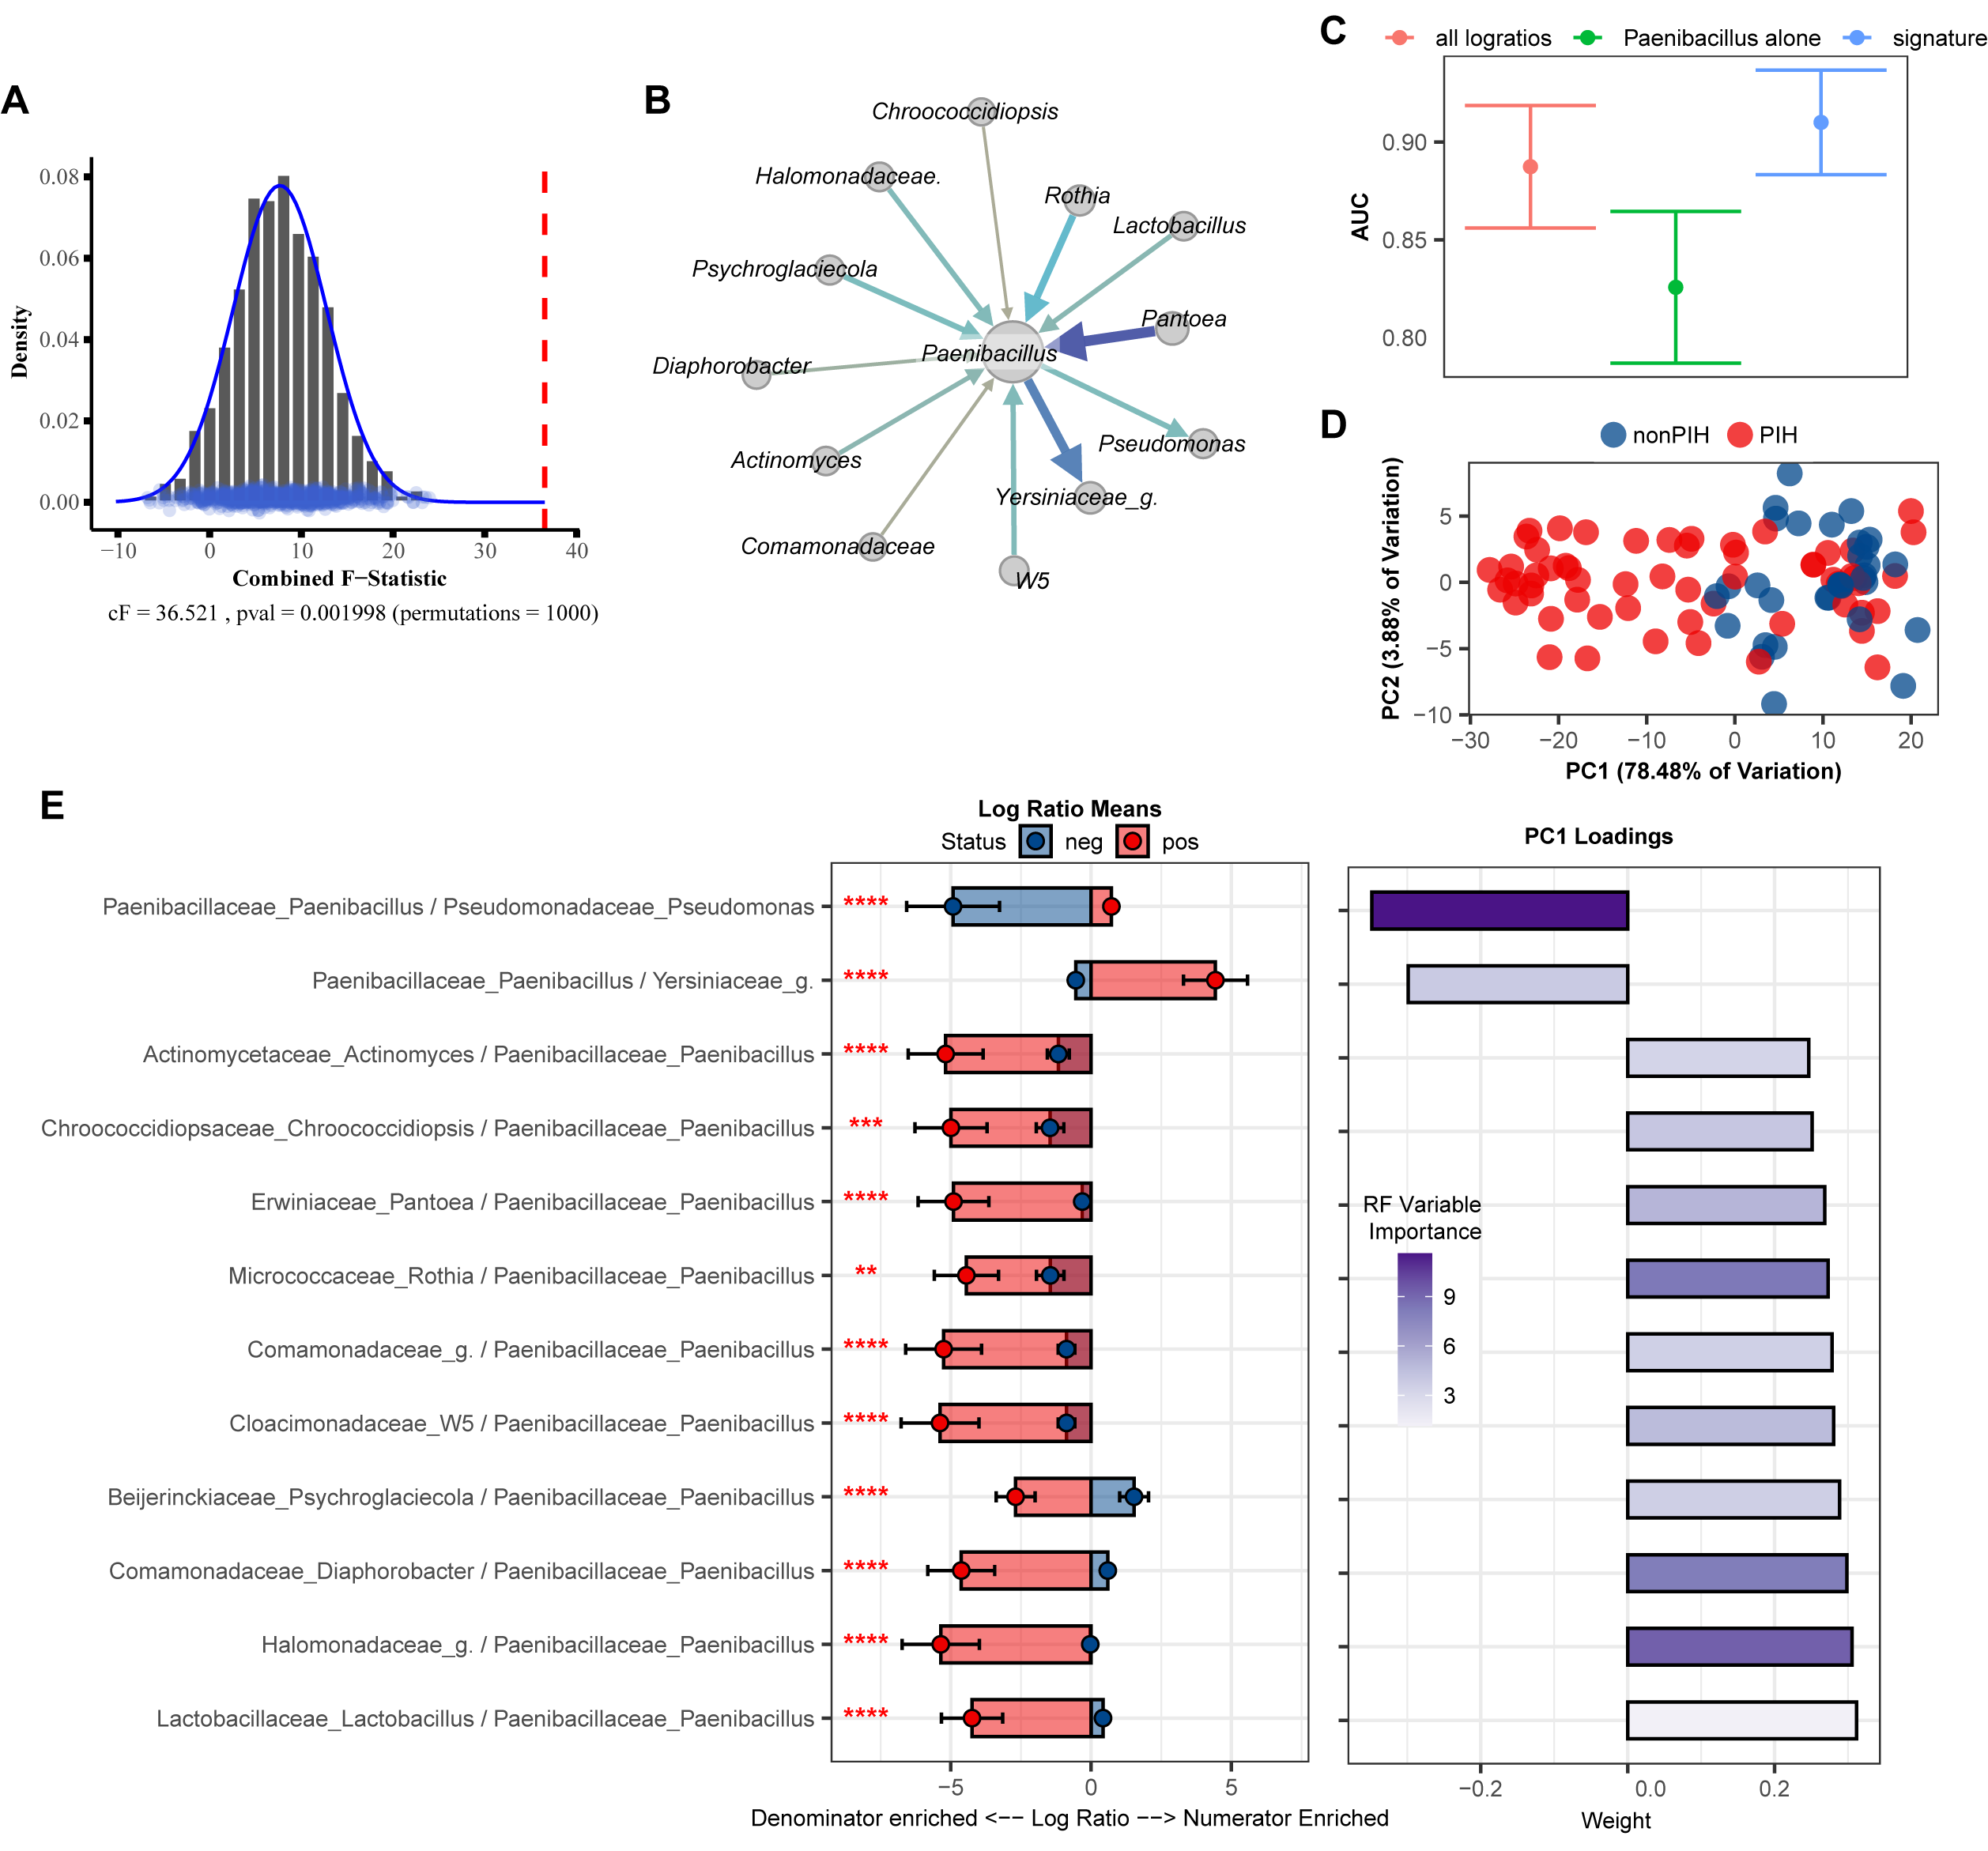 A
0.08
0.06
0.04
0.02
0.00
Density
−10
0
10
20
30
40
Combined F−Statistic
cF = 36.521 , pval = 0.001998 (permutations = 1000)
B
Chroococcidiopsis
Halomonadaceae.
Rothia
Lactobacillus
Psychroglaciecola
Pantoea
Paenibacillus
Diaphorobacter
Pseudomonas
Actinomyces
Yersiniaceae_g.
Comamonadaceae
W5
C
all logratios
Paenibacillus alone
signature
0.90
0.85
0.80
AUC
D
nonPIH
PIH
5
0
−5
−10
PC2 (3.88% of Variation)
−30
−20
−10
0
10
20
PC1 (78.48% of Variation)
E
Log Ratio Means
Status
neg
pos
Paenibacillaceae_Paenibacillus / Pseudomonadaceae_Pseudomonas
****
Paenibacillaceae_Paenibacillus / Yersiniaceae_g.
****
Actinomycetaceae_Actinomyces / Paenibacillaceae_Paenibacillus
****
Chroococcidiopsaceae_Chroococcidiopsis / Paenibacillaceae_Paenibacillus
***
Erwiniaceae_Pantoea / Paenibacillaceae_Paenibacillus
****
Micrococcaceae_Rothia / Paenibacillaceae_Paenibacillus
**
Comamonadaceae_g. / Paenibacillaceae_Paenibacillus
****
Cloacimonadaceae_W5 / Paenibacillaceae_Paenibacillus
****
Beijerinckiaceae_Psychroglaciecola / Paenibacillaceae_Paenibacillus
****
Comamonadaceae_Diaphorobacter / Paenibacillaceae_Paenibacillus
****
Halomonadaceae_g. / Paenibacillaceae_Paenibacillus
****
Lactobacillaceae_Lactobacillus / Paenibacillaceae_Paenibacillus
****
−5
0
5
Denominator enriched <−− Log Ratio −−> Numerator Enriched
PC1 Loadings
RF Variable
Importance
9
6
3
−0.2
0.0
0.2
Weight